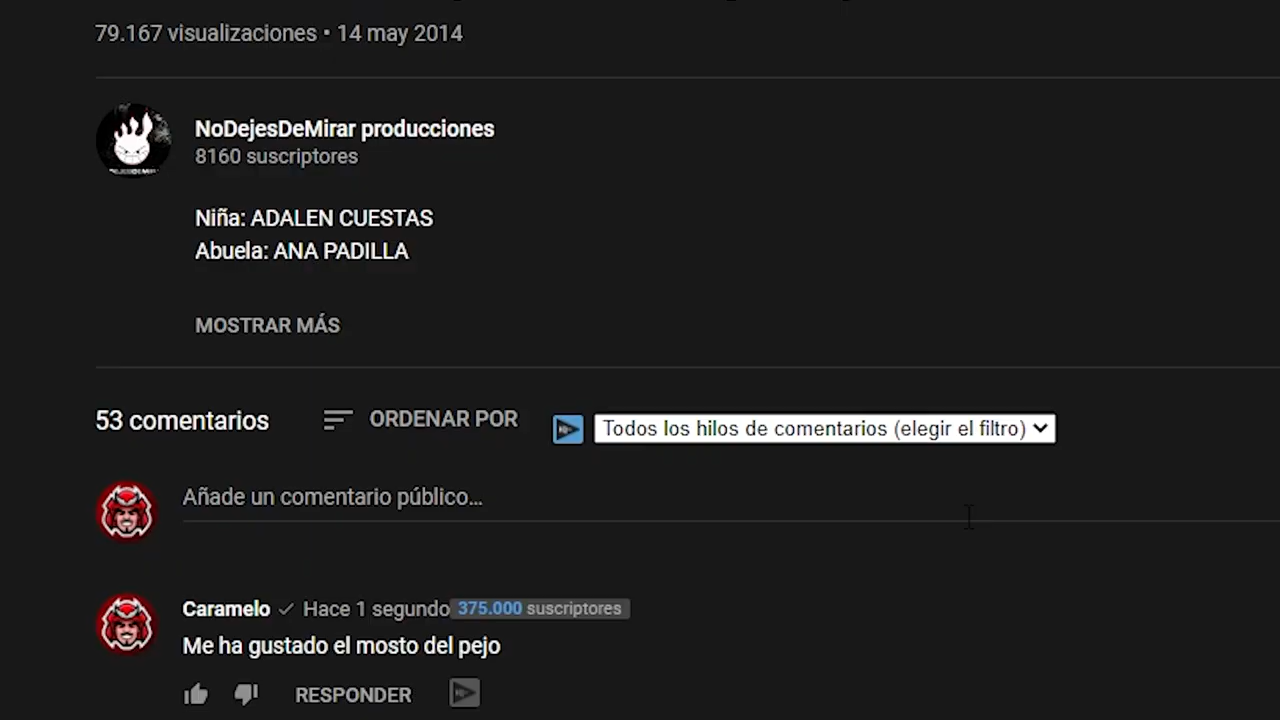 79.167 visualizaciones • 14 may 2014
NoDejesDeMirar producciones
8160 suscriptores
Niña: ADALEN CUESTAS
Abuela: ANA PADILLA
MOSTRAR MÁS
53 comentarios ORDENAR POR Todos los hilos de comentarios (elegir el filtro)
Añade un comentario público...
Caramelo Hace 1 segundo 375.000 suscriptores
Me ha gustado el mosto del pejo
RESPONDER